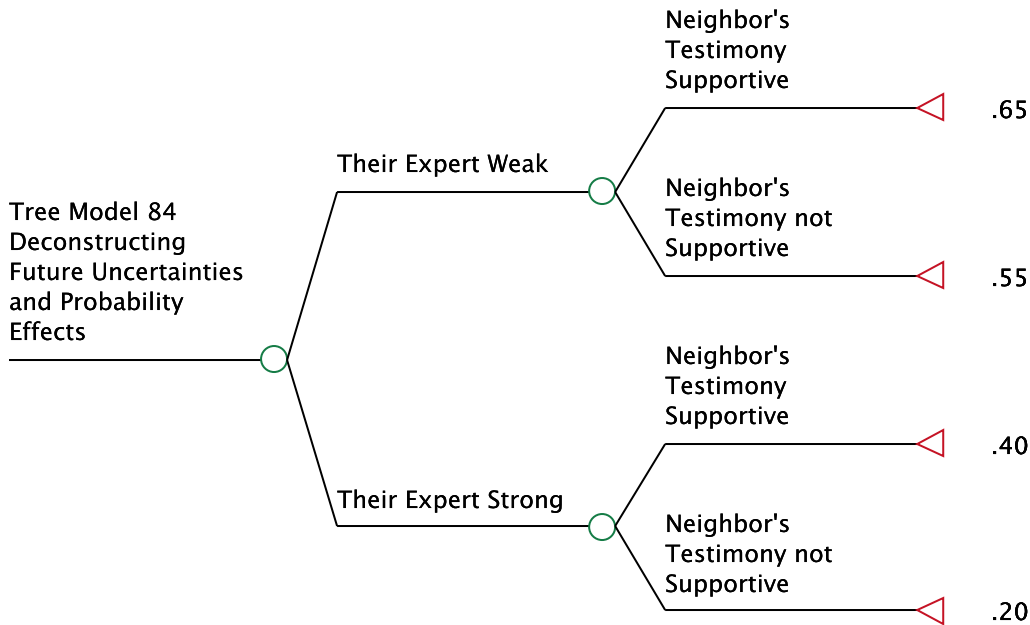 Neighbor's
Testimony
Supportive
.65
Their Expert Weak
Neighbor's
Testimony not
Supportive
.55
Tree Model 84
Deconstructing
Future Uncertainties
and Probability
Effects
Neighbor's
Testimony
Supportive
.40
Their Expert Strong
Neighbor's
Testimony not
Supportive
.20